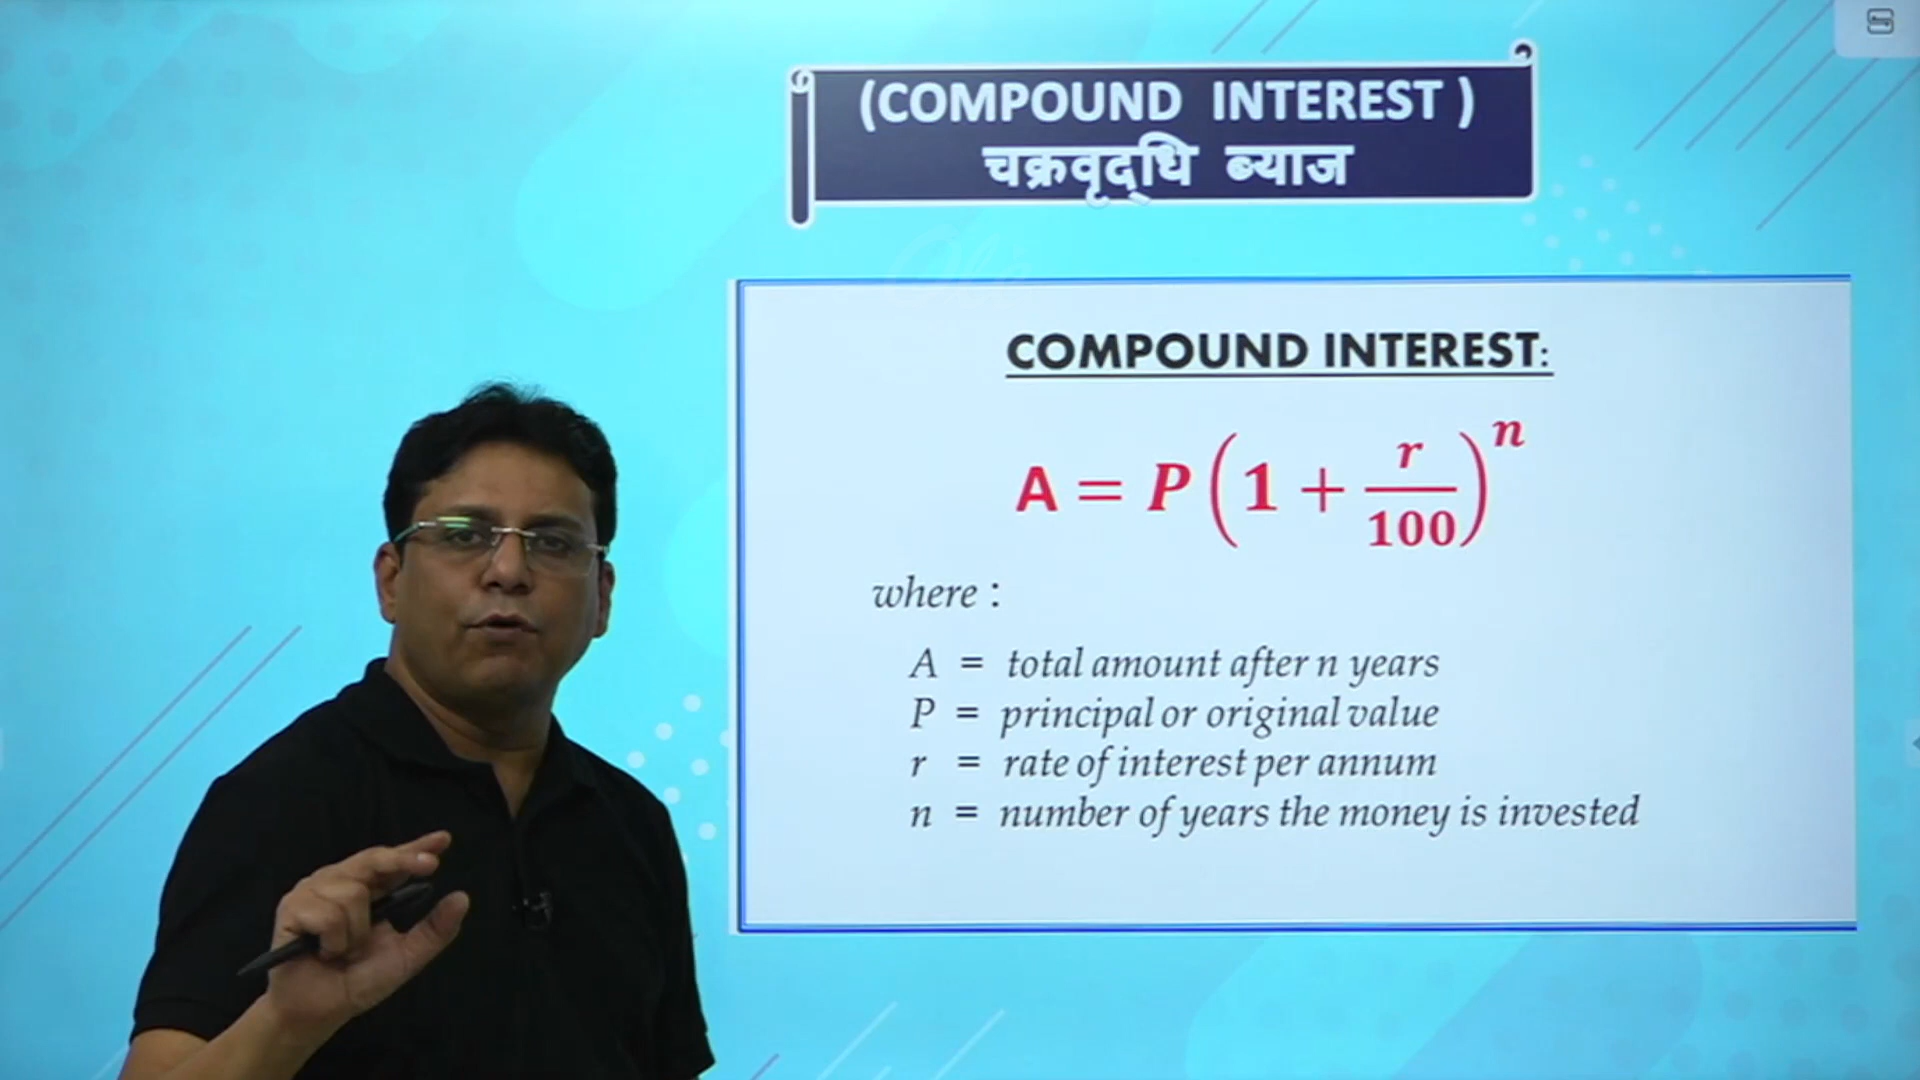 (COMPOUND INTEREST )
चक्रवृद्धि ब्याज
COMPOUND INTEREST:
A = P(1 + r/100)^n
where :
A = total amount after n years
P = principal or original value
r = rate of interest per annum
n = number of years the money is invested